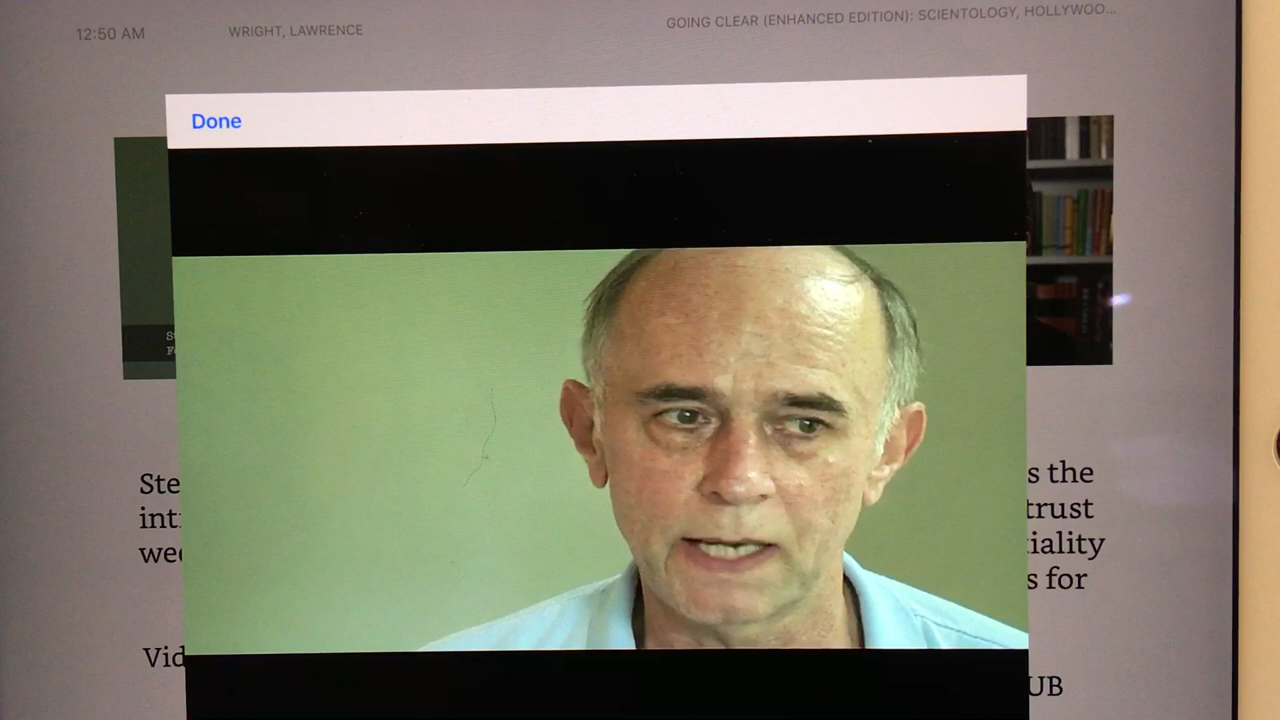 12:50 AM
WRIGHT, LAWRENCE
GOING CLEAR (ENHANCED EDITION): SCIENTOLOGY, HOLLYWOO...
Done
Ste
s the
int
trust
wee
iality
s for
Vid
UB